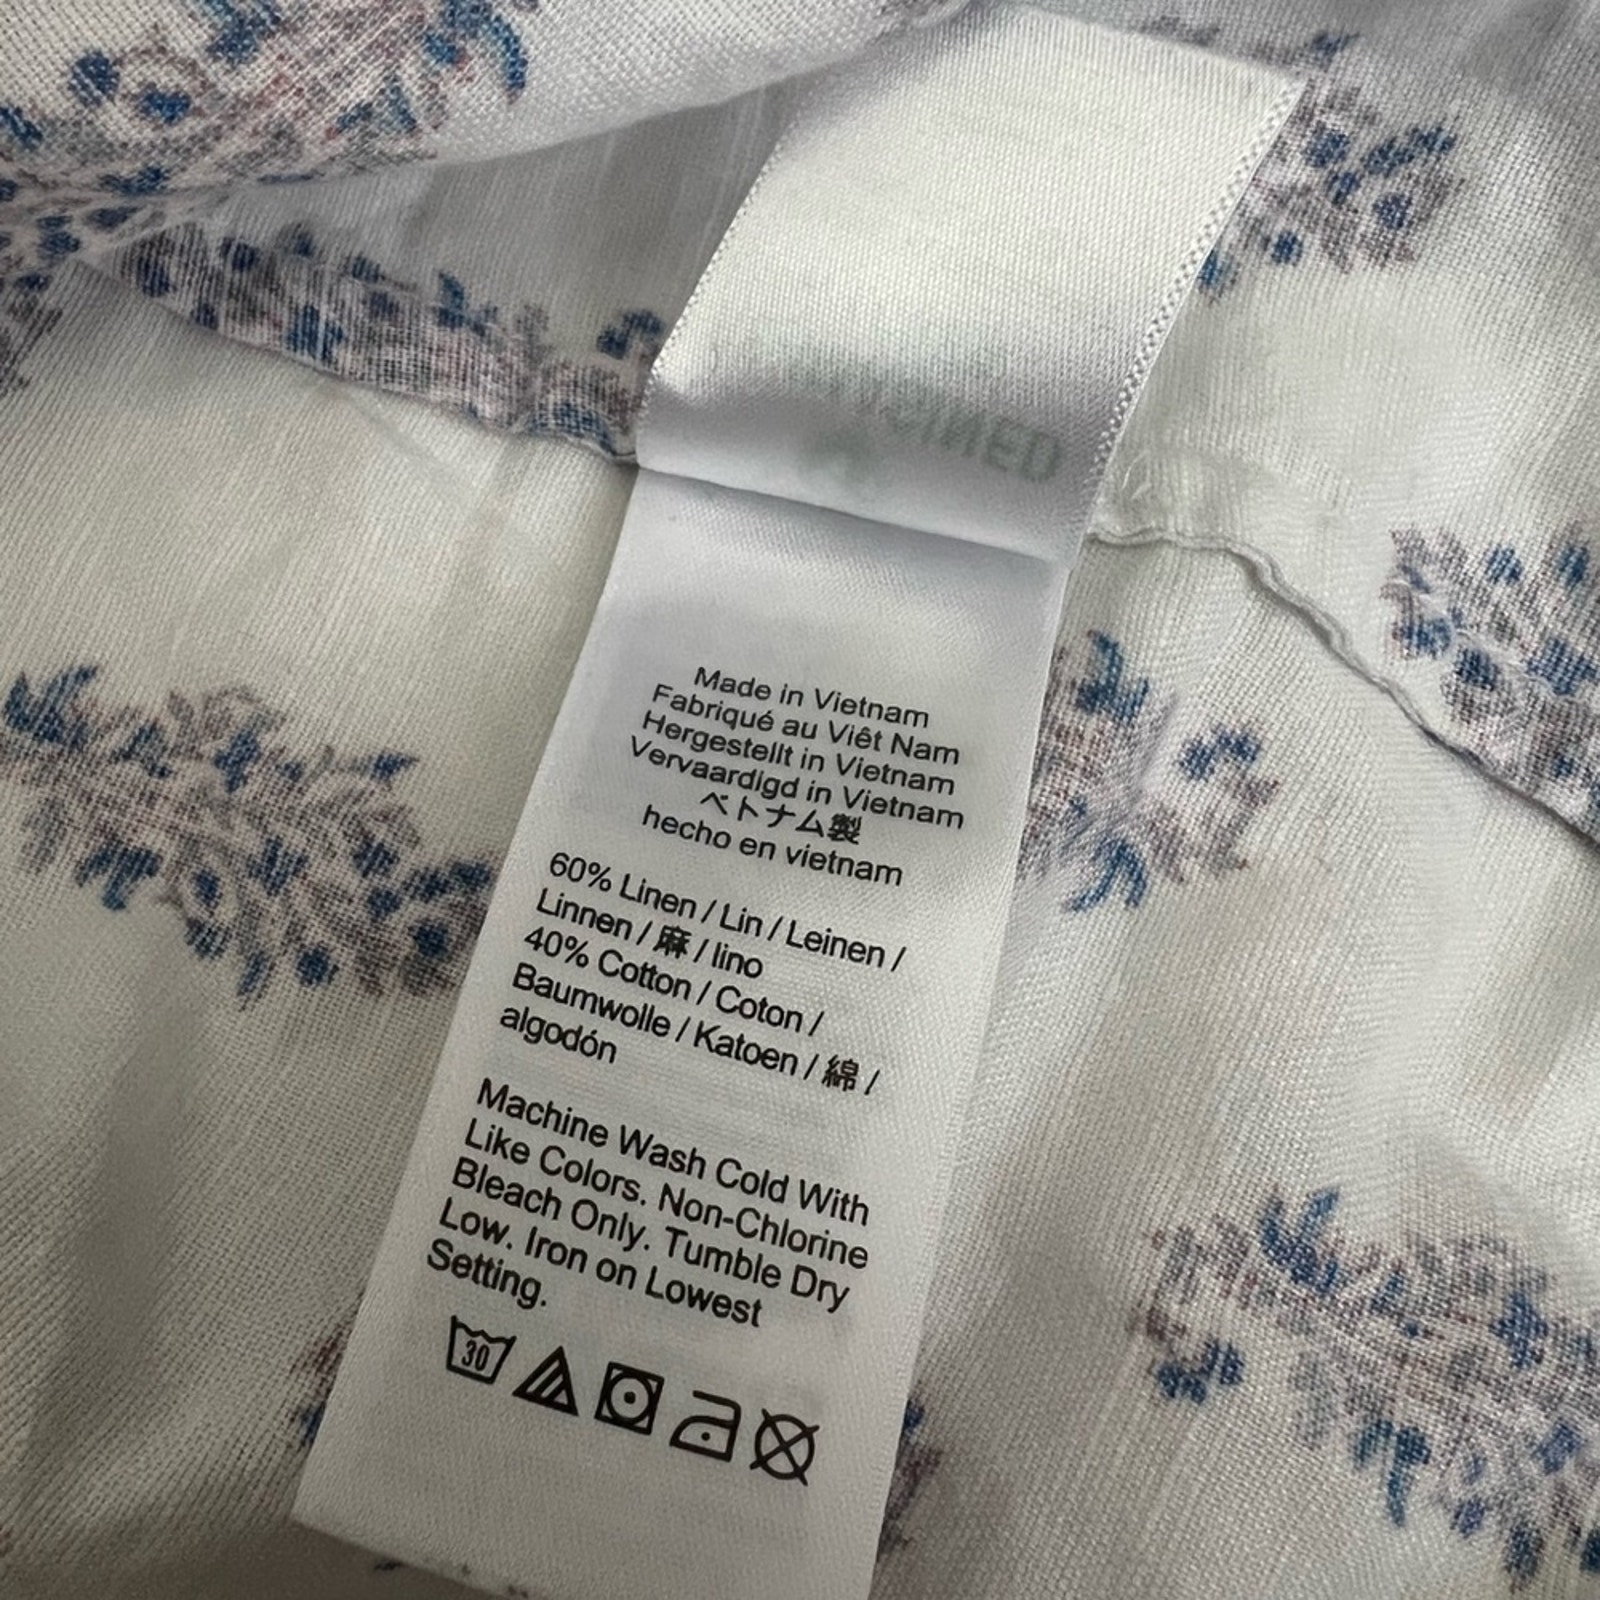 Made in Vietnam
Fabriqué au Viêt Nam
Hergestellt in Vietnam
Vervaardigd in Vietnam
ベトナム製
hecho en vietnam
60% Linen / Lin / Leinen /
Linnen / 麻 / lino
40% Cotton / Coton /
Baumwolle / Katoen / 綿 /
algodón
Machine Wash Cold With
Like Colors. Non-Chlorine
Bleach Only. Tumble Dry
Low. Iron on Lowest
Setting.
30